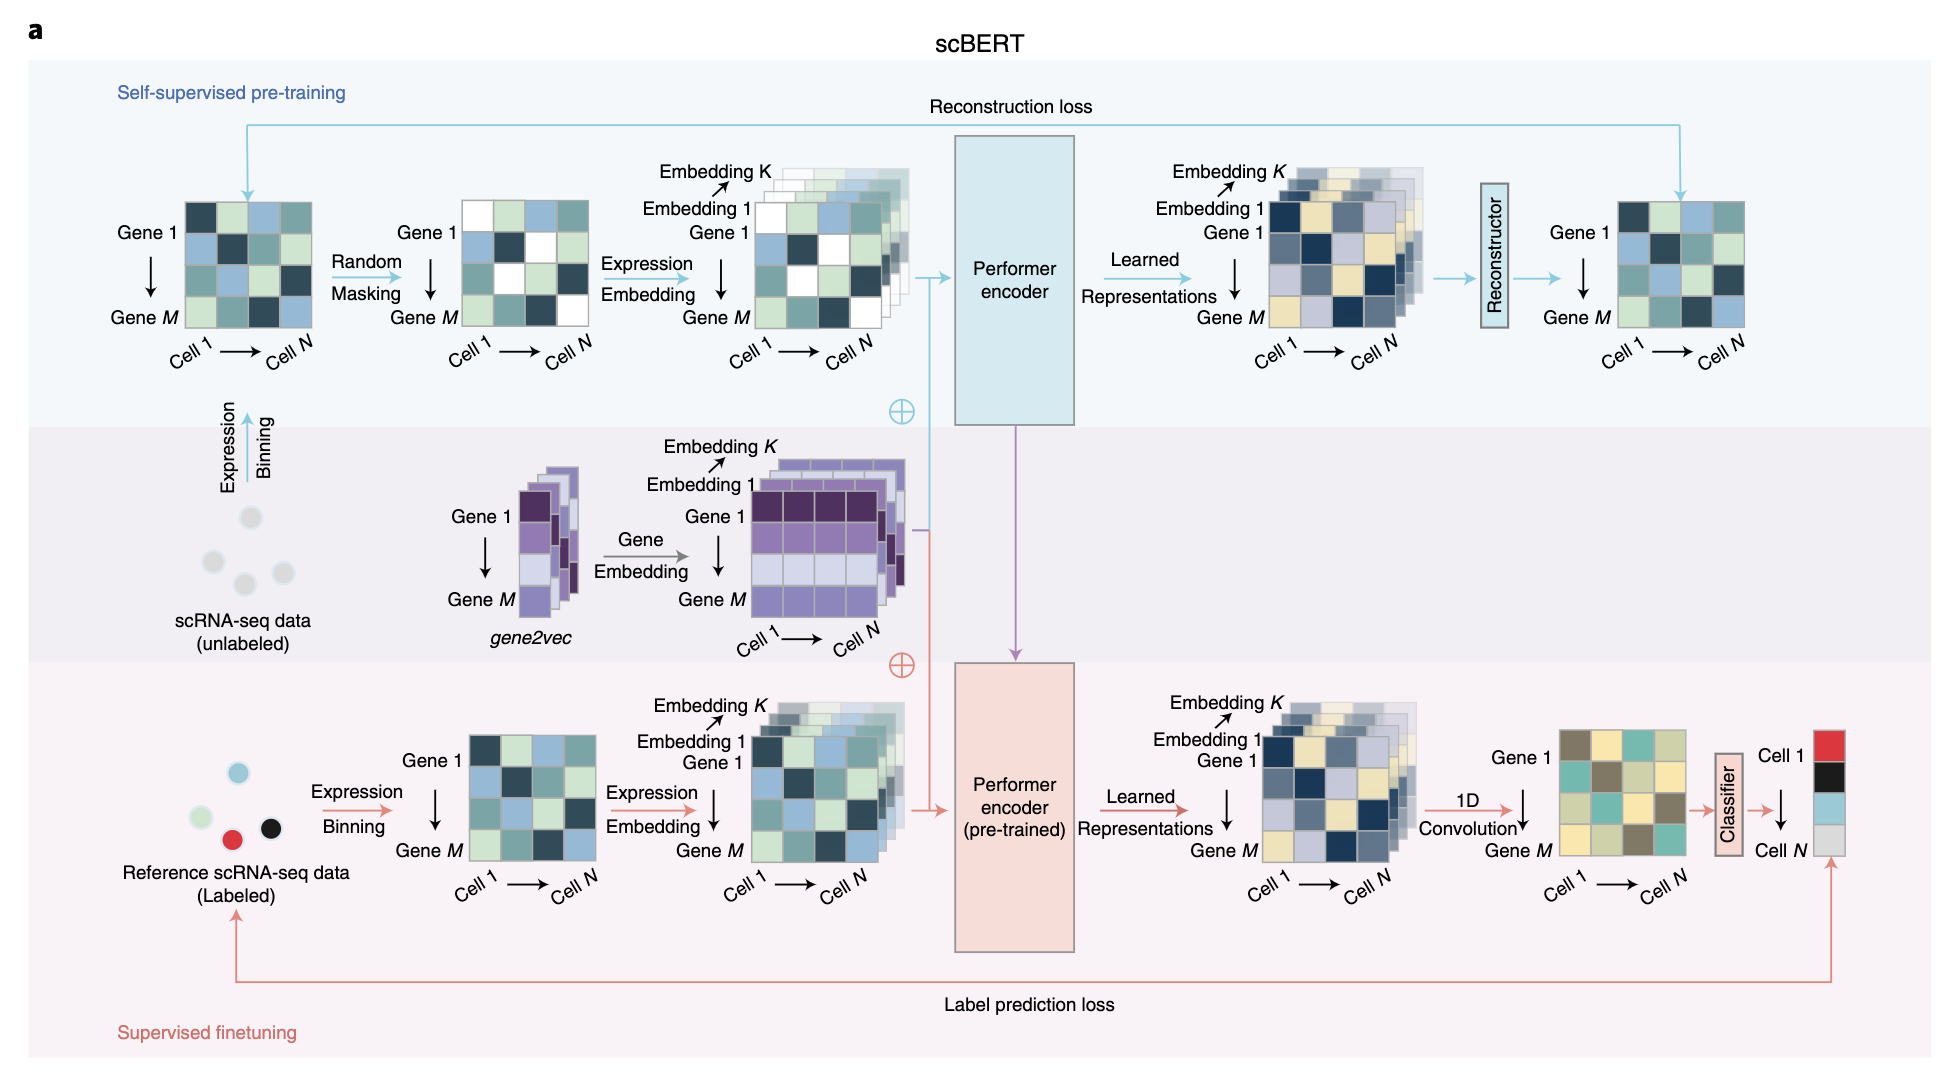 a
scBERT
Self-supervised pre-training
Reconstruction loss
Gene 1
Gene M
Cell 1
Cell N
Random
Masking
Gene 1
Gene M
Cell 1
Cell N
Expression
Embedding
Embedding K
Embedding 1
Gene 1
Gene M
Cell 1
Cell N
Performer
encoder
Learned
Representations
Embedding K
Embedding 1
Gene 1
Gene M
Cell 1
Cell N
Reconstructor
Gene 1
Gene M
Cell 1
Cell N
Expression
Binning
scRNA-seq data
(unlabeled)
Gene 1
Gene M
gene2vec
Gene
Embedding
Embedding K
Embedding 1
Gene 1
Gene M
Cell 1
Cell N
Reference scRNA-seq data
(Labeled)
Expression
Binning
Gene 1
Gene M
Cell 1
Cell N
Expression
Embedding
Embedding K
Embedding 1
Gene 1
Gene M
Cell 1
Cell N
Performer
encoder
(pre-trained)
Learned
Representations
Embedding K
Embedding 1
Gene 1
Gene M
Cell 1
Cell N
1D
Convolution
Gene 1
Gene M
Cell 1
Cell N
Classifier
Cell 1
Cell N
Label prediction loss
Supervised finetuning